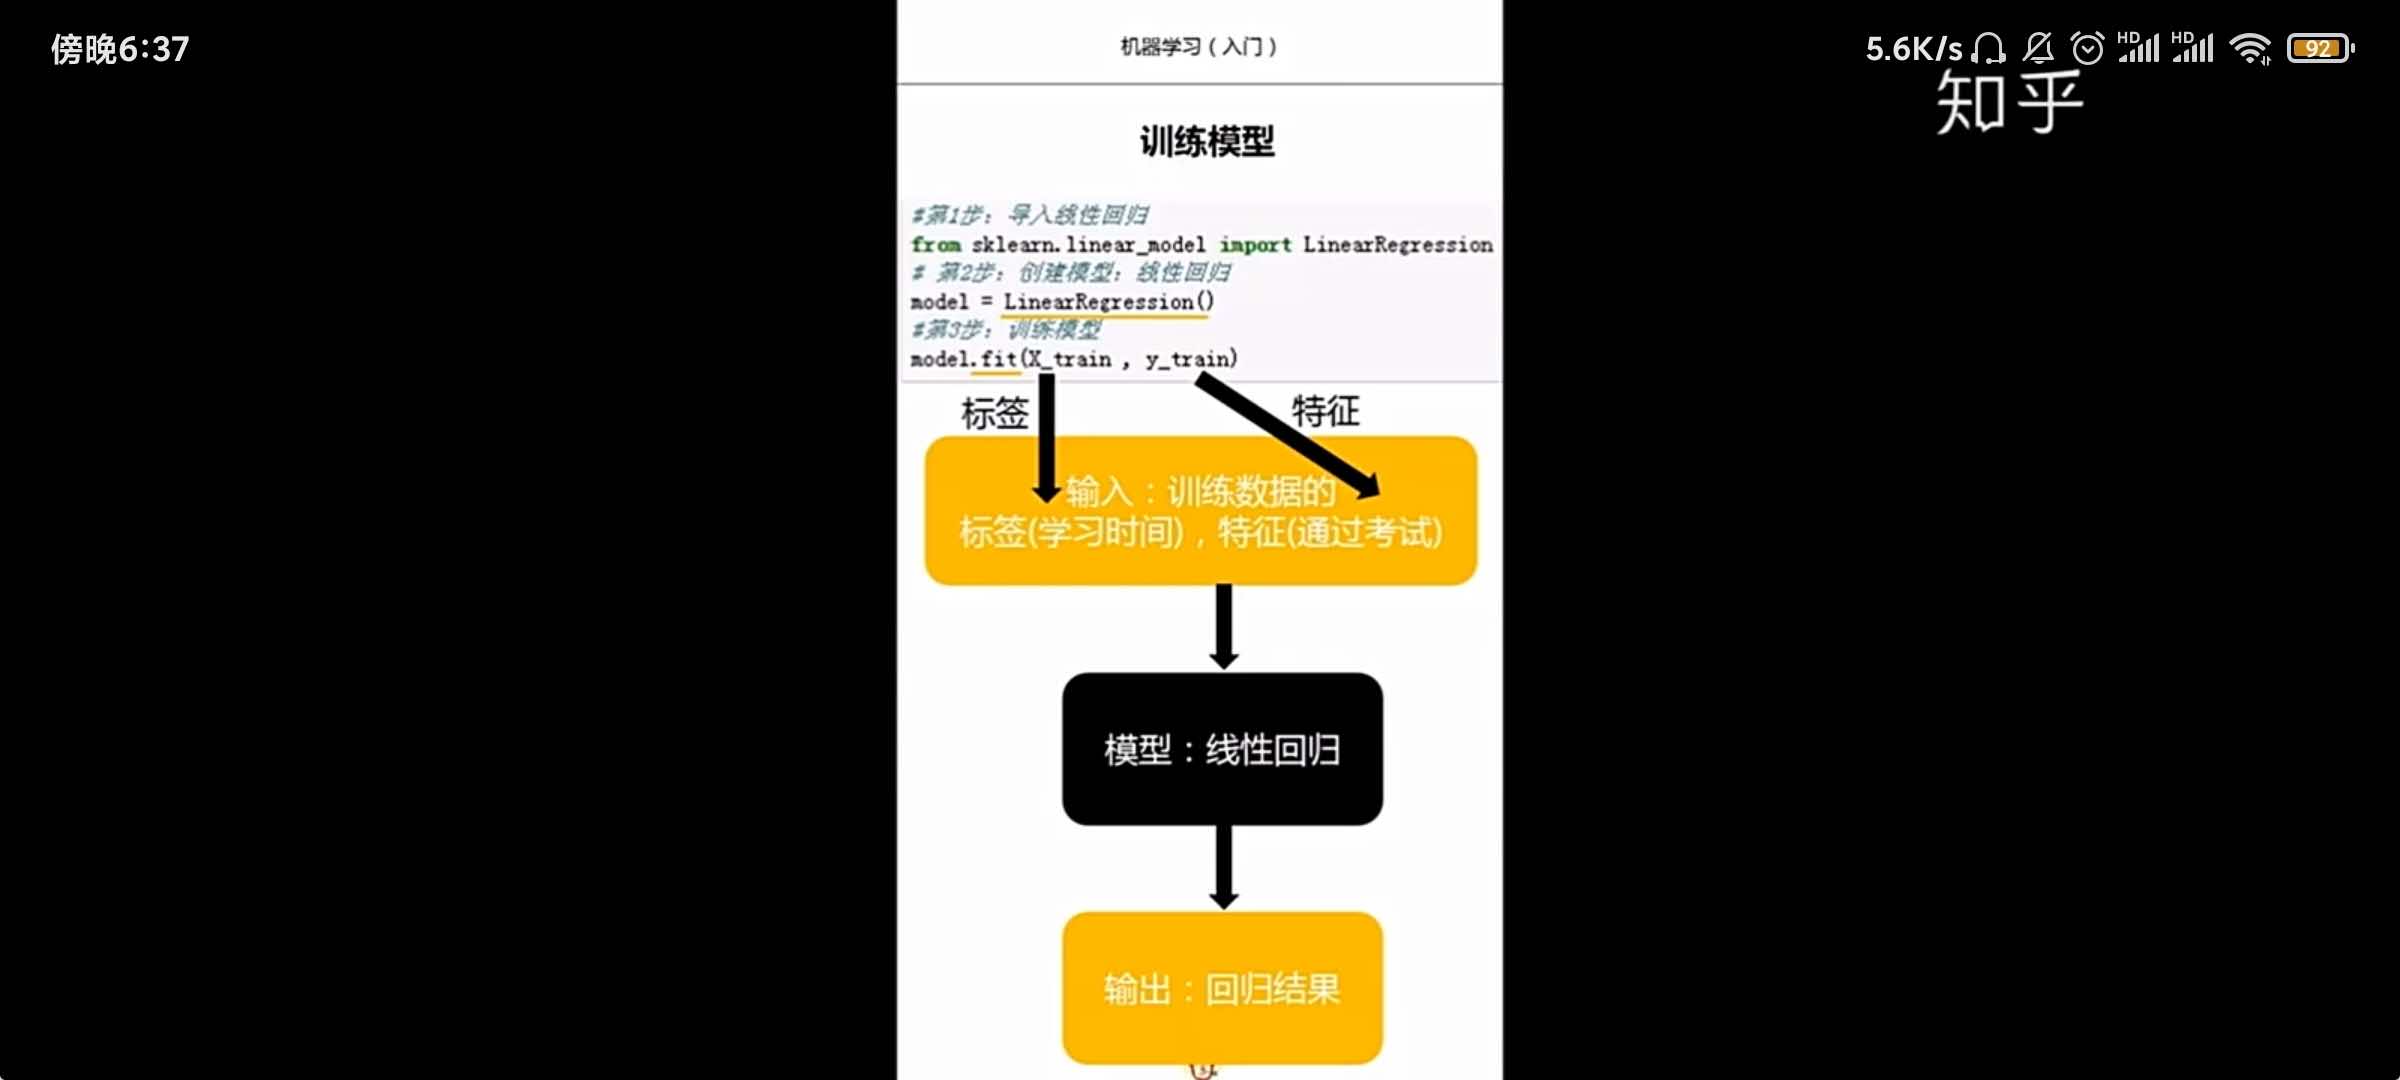 傍晚6:37
5.6K/s
HD
HD
92
知乎
机器学习（入门）
训练模型
#第1步：导入线性回归
from sklearn.linear_model import LinearRegression
# 第2步：创建模型：线性回归
model = LinearRegression()
#第3步：训练模型
model.fit(X_train , y_train)
标签
特征
输入：训练数据的
标签(学习时间)，特征(通过考试)
模型：线性回归
输出：回归结果